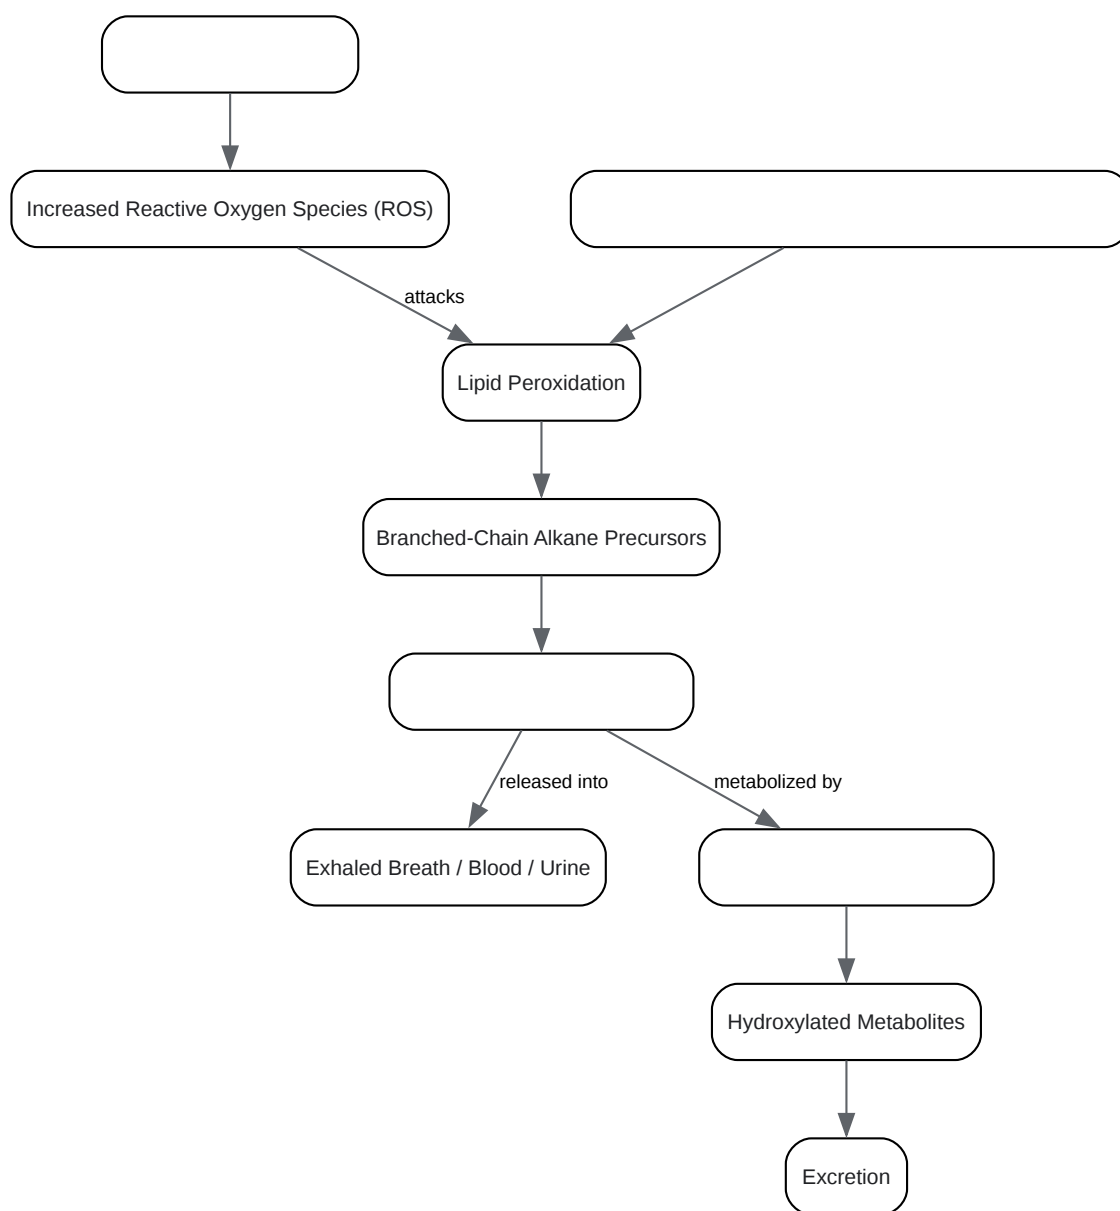 Increased Reactive Oxygen Species (ROS)
attacks
Lipid Peroxidation
Branched-Chain Alkane Precursors
released into
metabolized by
Exhaled Breath / Blood / Urine
Hydroxylated Metabolites
Excretion